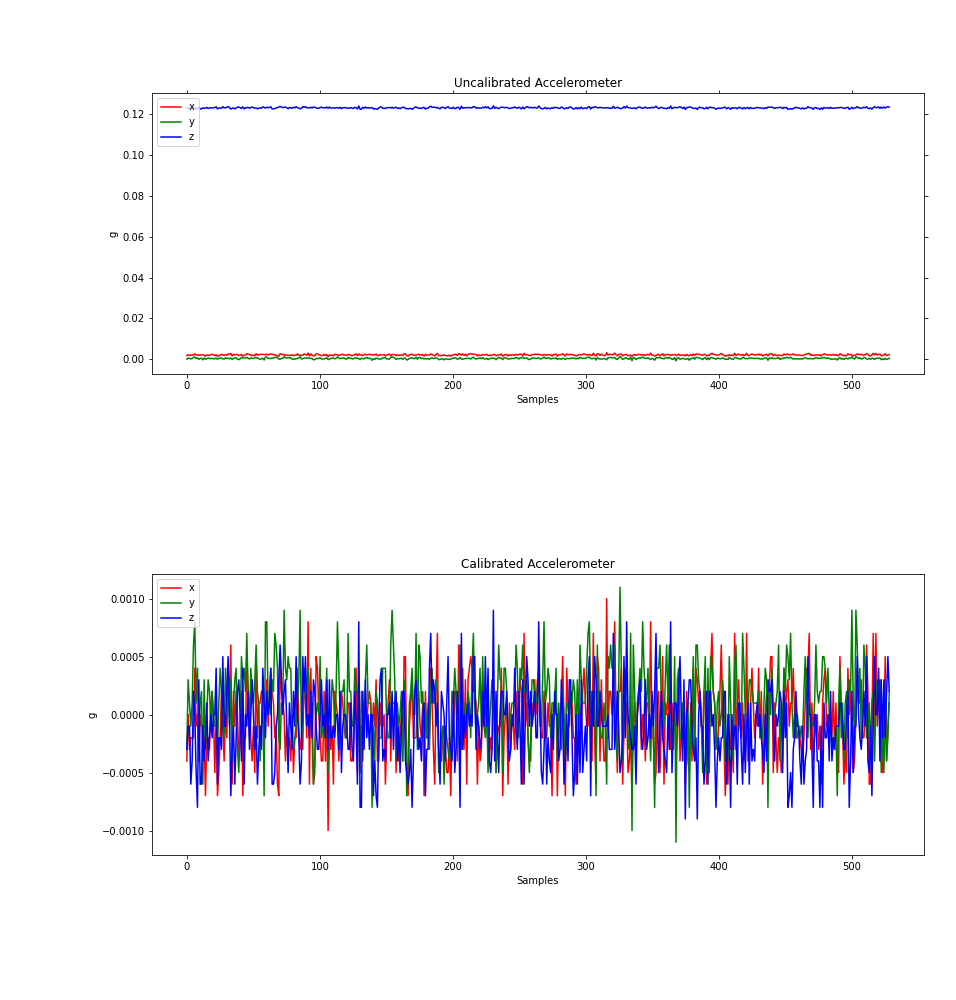 Uncalibrated Accelerometer
x
y
z
0.12
0.10
0.08
0.06
0.04
0.02
0.00
g
0 100 200 300 400 500
Samples
Calibrated Accelerometer
x
y
z
0.0010
0.0005
0.0000
−0.0005
−0.0010
g
0 100 200 300 400 500
Samples